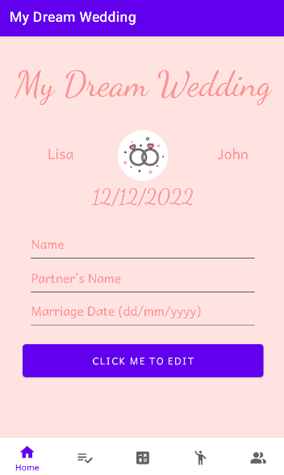 My Dream Wedding
My Dream Wedding
Lisa John
12/12/2022
Name
Partner's Name
Marriage Date (dd/mm/yyyy)
CLICK ME TO EDIT
Home